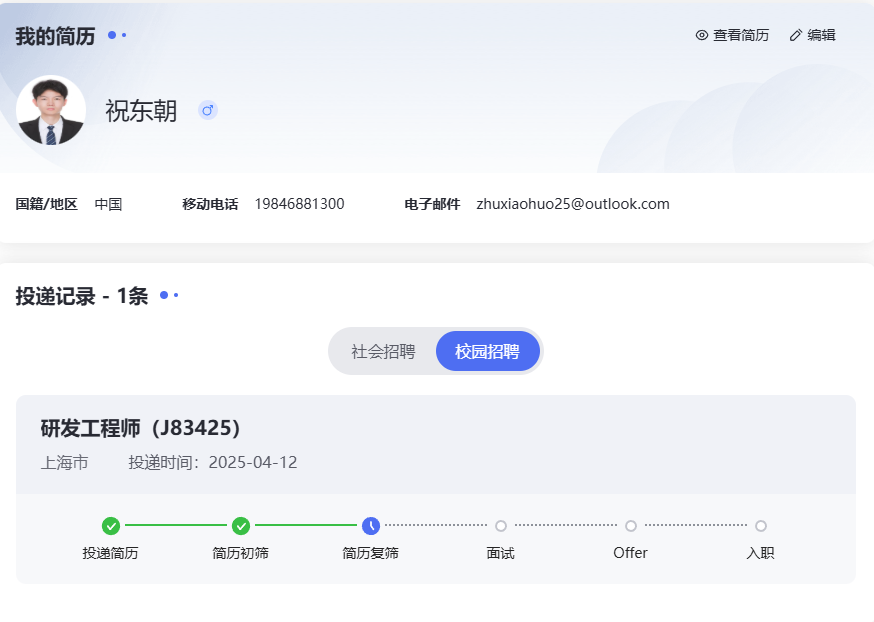 我的简历
查看简历 编辑
祝东朝
国籍/地区 中国 移动电话 19846881300 电子邮件 zhuxiaohuo25@outlook.com
投递记录 - 1条
社会招聘 校园招聘
研发工程师（J83425）
上海市 投递时间：2025-04-12
投递简历 简历初筛 简历复筛 面试 Offer 入职